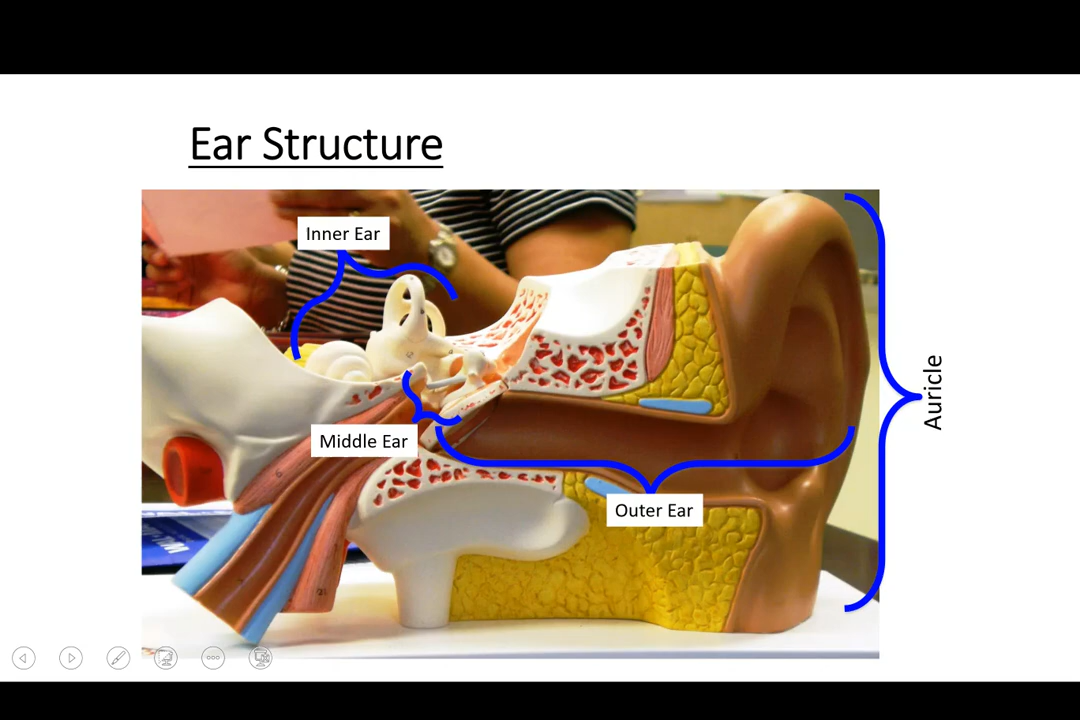 Ear Structure
Inner Ear
Middle Ear
Outer Ear
Auricle